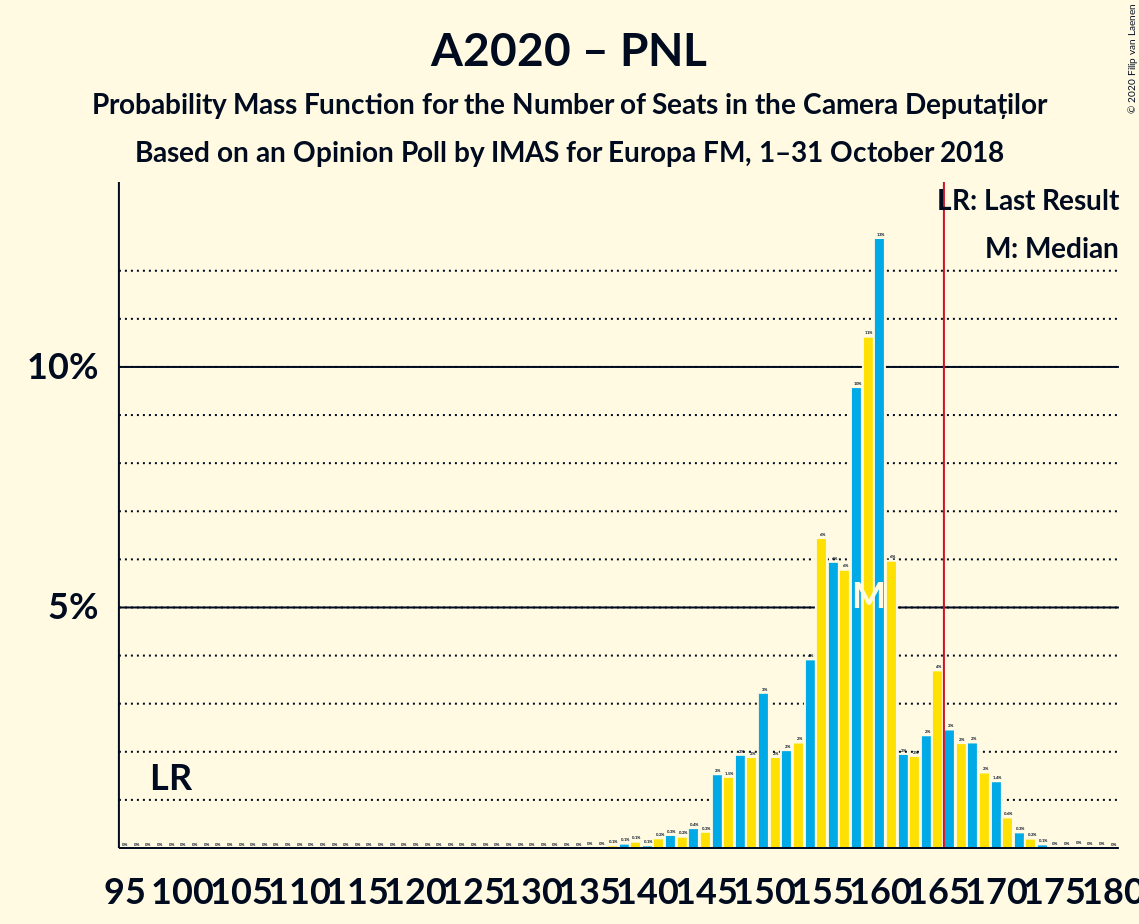 A2020 – PNL
Probability Mass Function for the Number of Seats in the Camera Deputaților
Based on an Opinion Poll by IMAS for Europa FM, 1–31 October 2018
© 2020 Filip van Laenen
LR: Last Result
M: Median
10%
5%
LR
M
95 100 105 110 115 120 125 130 135 140 145 150 155 160 165 170 175 180